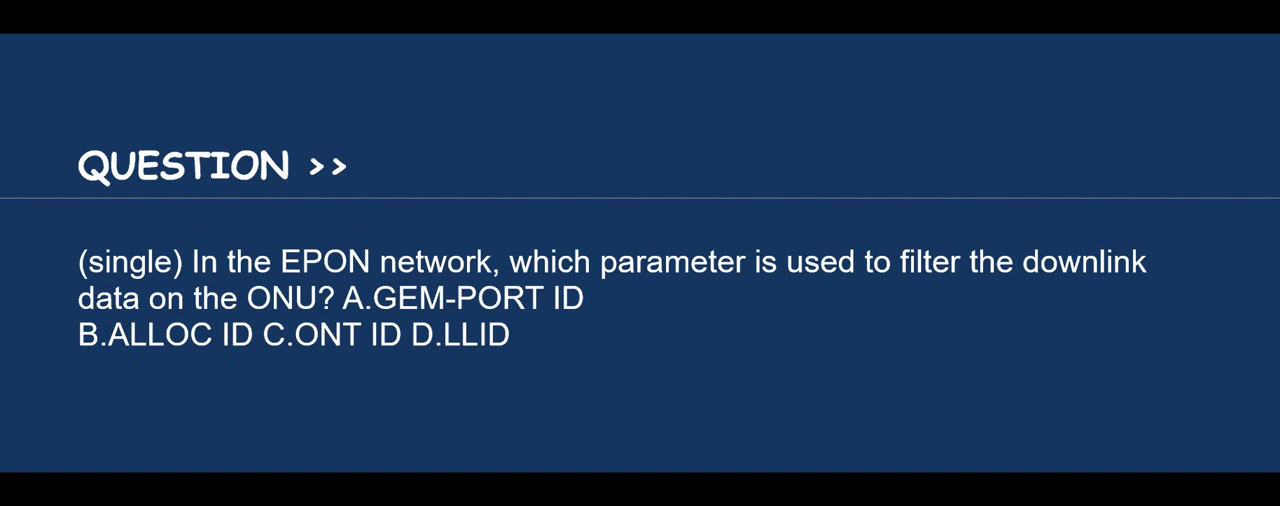 QUESTION >>
(single) In the EPON network, which parameter is used to filter the downlink
data on the ONU? A.GEM-PORT ID
B.ALLOC ID C.ONT ID D.LLID